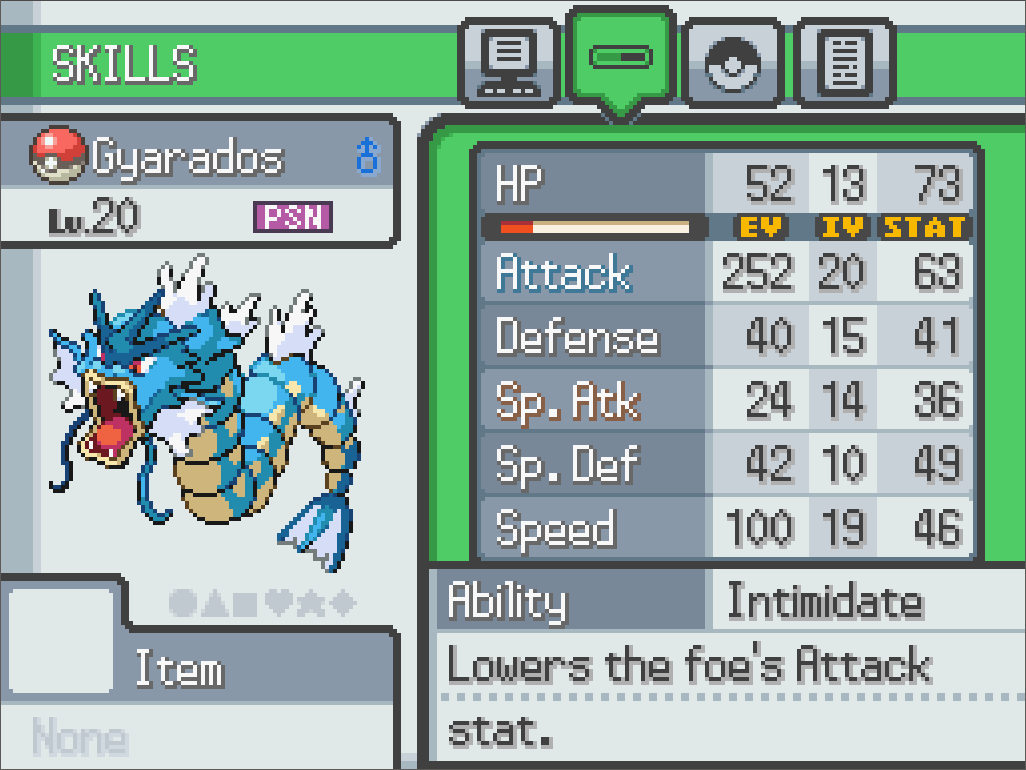 SKILLS
Gyarados ♂
Lv.20 PSN
HP 52 13 73
EV IV STAT
Attack 252 20 63
Defense 40 15 41
Sp. Atk 24 14 36
Sp. Def 42 10 49
Speed 100 19 46
Ability Intimidate
Lowers the foe's Attack
stat.
Item
None